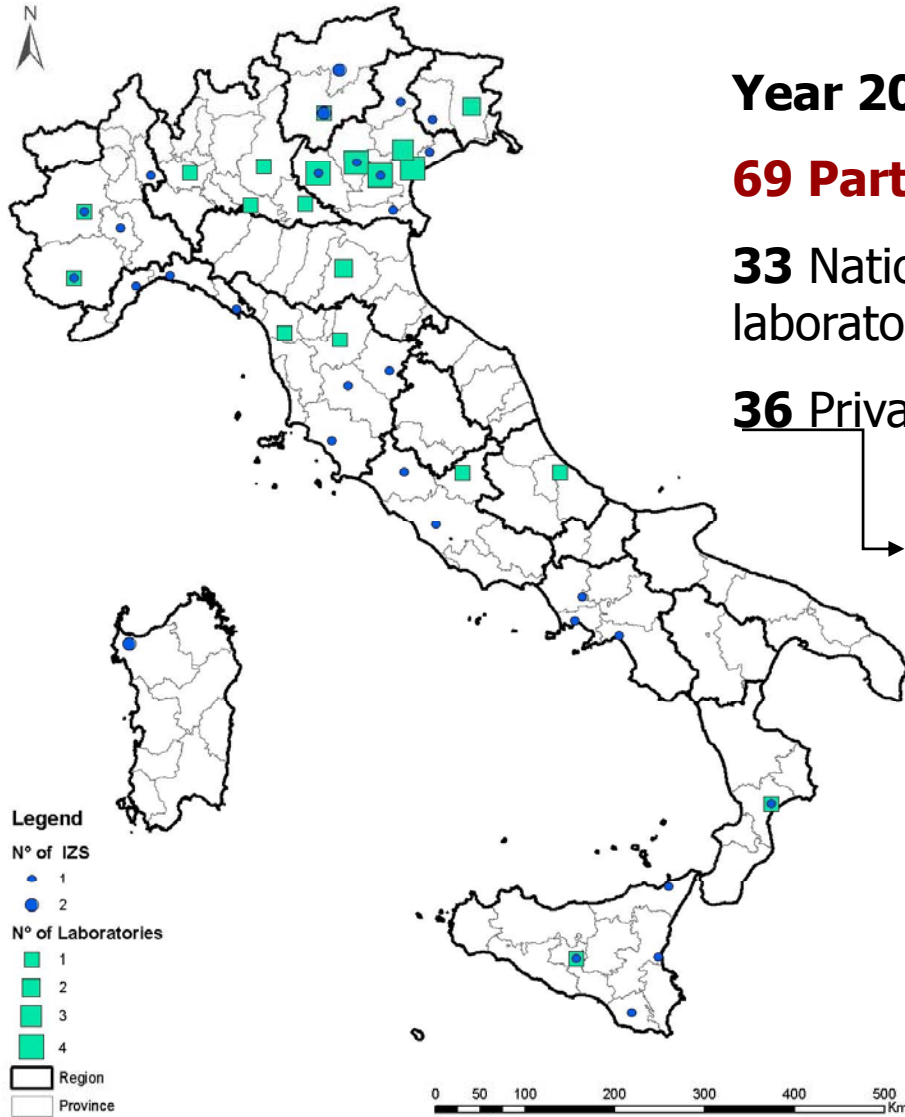 N
Year 20
69 Part
33 Natio
laborato
36 Priva
Legend
N° of IZS
1
2
N° of Laboratories
1
2
3
4
Region
Province
0 50 100 200 300 400 500
Km